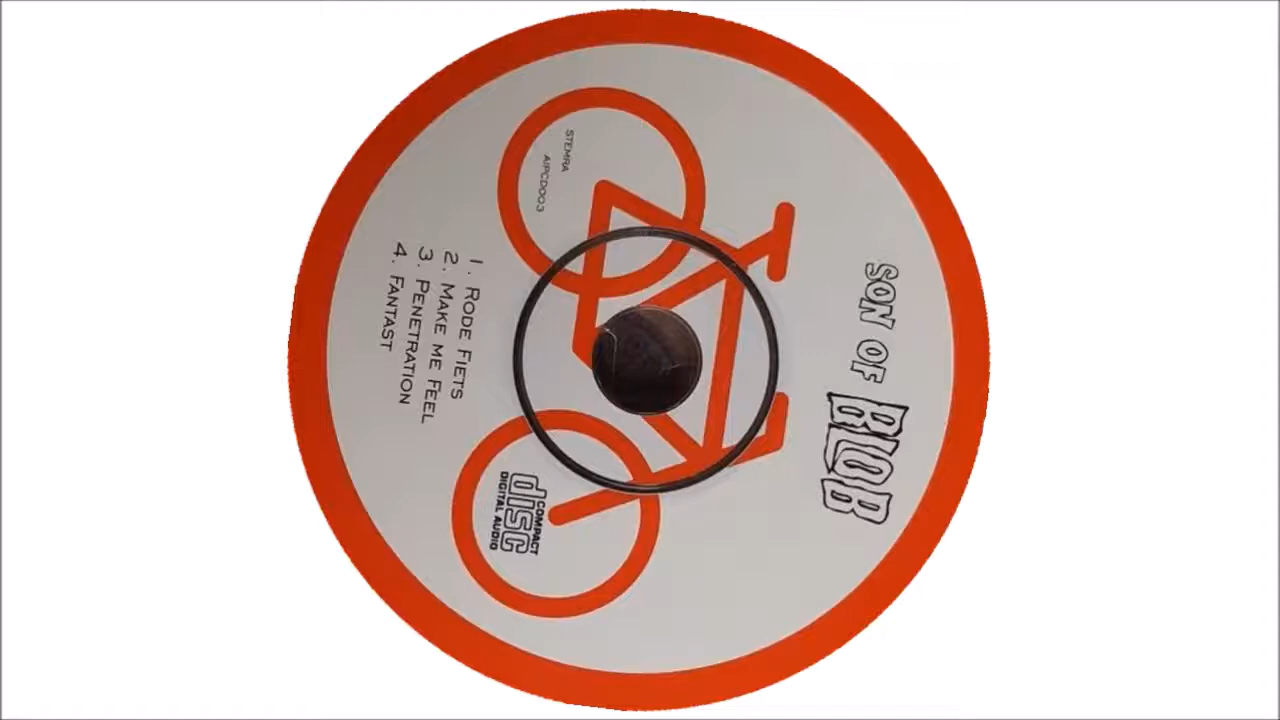 SON OF BLOB
STEMRA
AIPCD003
1. RODE FIETS
2. MAKE ME FEEL
3. PENETRATION
4. FANTAST
COMPACT
disc
DIGITAL AUDIO